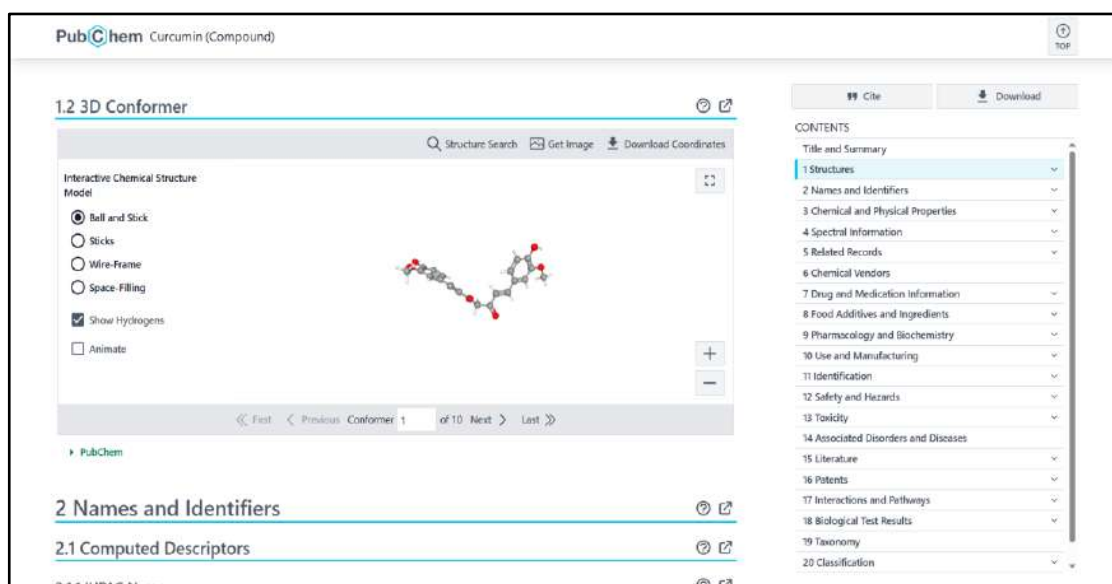 PubChem Curcumin (Compound)
TOP
1.2 3D Conformer
Structure Search Get Image Download Coordinates
Interactive Chemical Structure
Model
Ball and Stick
Sticks
Wire-Frame
Space-Filling
Show Hydrogens
Animate
First Previous Conformer 1 of 10 Next Last
PubChem
2 Names and Identifiers
2.1 Computed Descriptors
Cite Download
CONTENTS
Title and Summary
1 Structures
2 Names and Identifiers
3 Chemical and Physical Properties
4 Spectral Information
5 Related Records
6 Chemical Vendors
7 Drug and Medication Information
8 Food Additives and Ingredients
9 Pharmacology and Biochemistry
10 Use and Manufacturing
11 Identification
12 Safety and Hazards
13 Toxicity
14 Associated Disorders and Diseases
15 Literature
16 Patents
17 Interactions and Pathways
18 Biological Test Results
19 Taxonomy
20 Classification